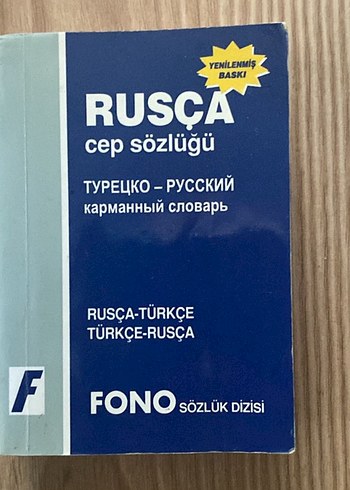 YENİLENMİŞ
BASKI
RUSÇA
cep sözlüğü
ТУРЕЦКО – РУССКИЙ
карманный словарь
RUSÇA-TÜRKÇE
TÜRKÇE-RUSÇA
F
FONO SÖZLÜK DİZİSİ